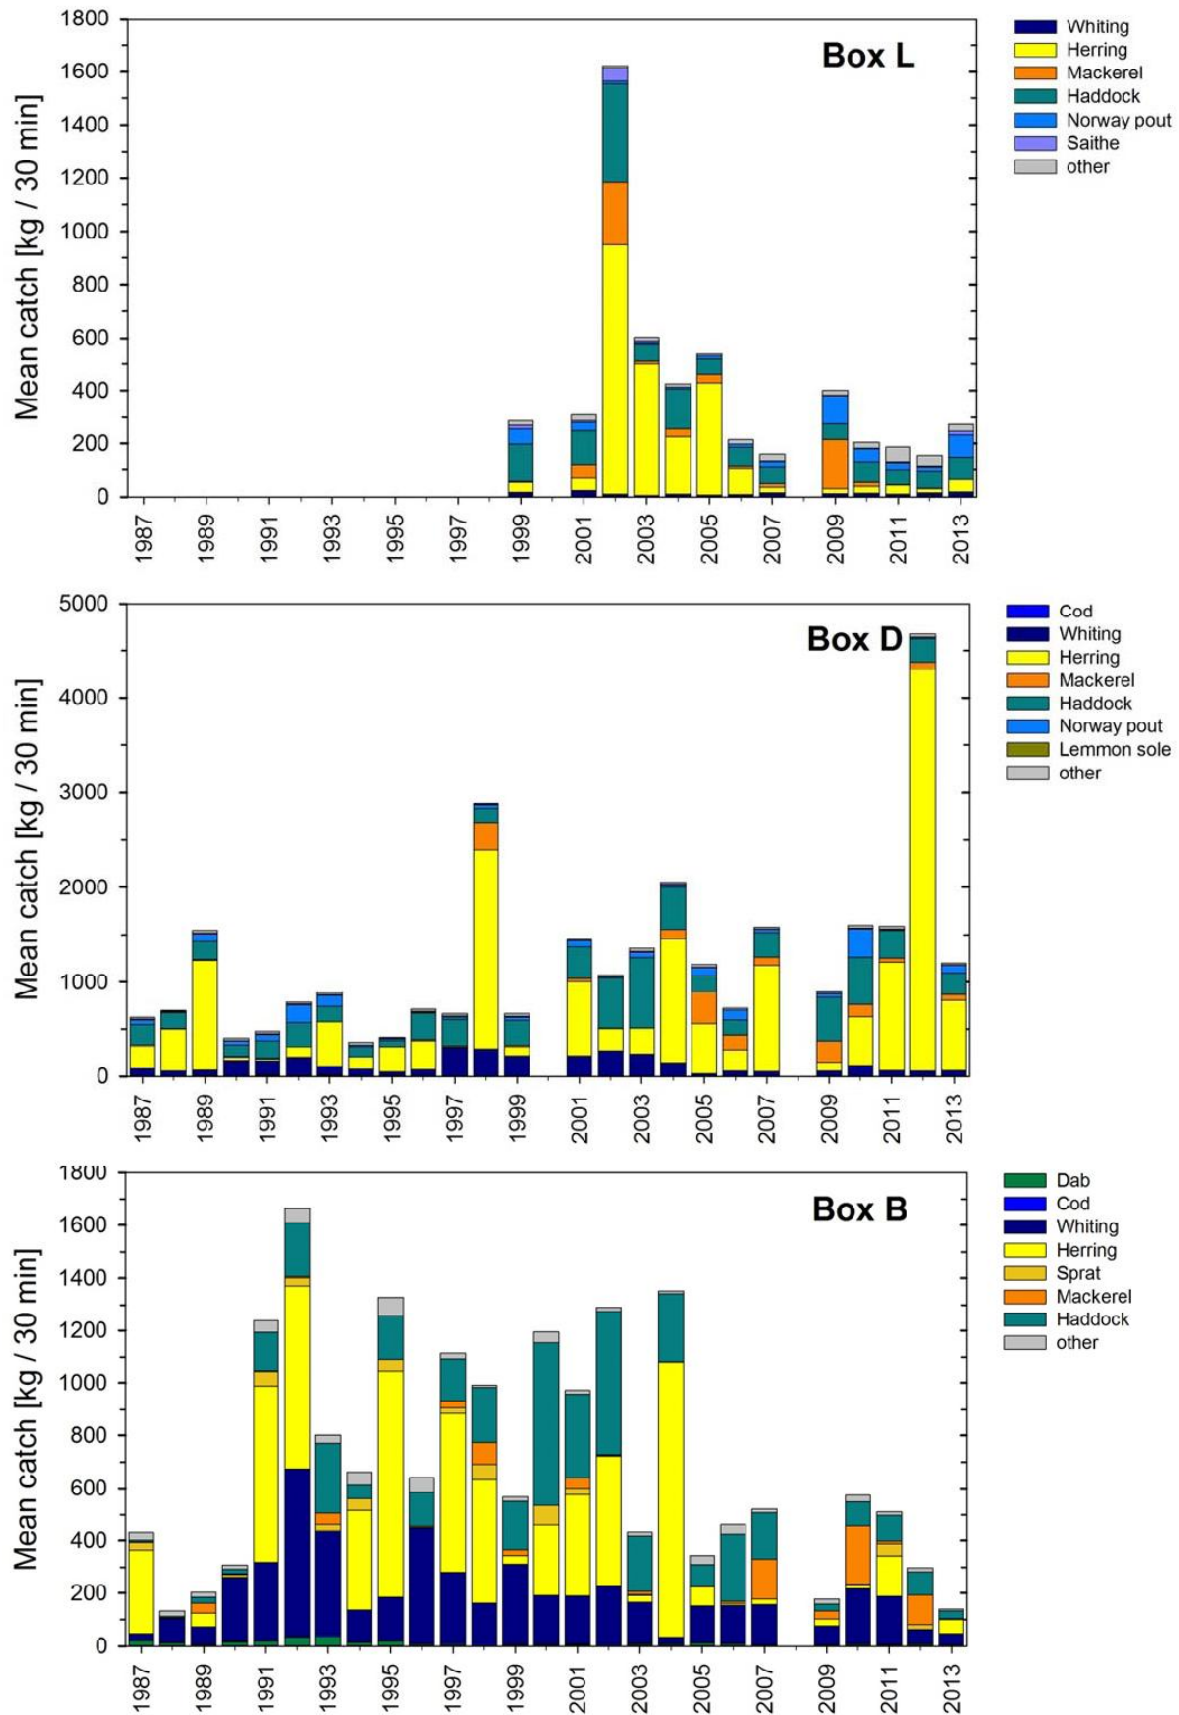 Box L
Mean catch [kg / 30 min]
1800
1600
1400
1200
1000
800
600
400
200
0
1987
1989
1991
1993
1995
1997
1999
2001
2003
2005
2007
2009
2011
2013
Whiting
Herring
Mackerel
Haddock
Norway pout
Saithe
other
Box D
Mean catch [kg / 30 min]
5000
4000
3000
2000
1000
0
1987
1989
1991
1993
1995
1997
1999
2001
2003
2005
2007
2009
2011
2013
Cod
Whiting
Herring
Mackerel
Haddock
Norway pout
Lemmon sole
other
Box B
Mean catch [kg / 30 min]
1800
1600
1400
1200
1000
800
600
400
200
0
1987
1989
1991
1993
1995
1997
1999
2001
2003
2005
2007
2009
2011
2013
Dab
Cod
Whiting
Herring
Sprat
Mackerel
Haddock
other